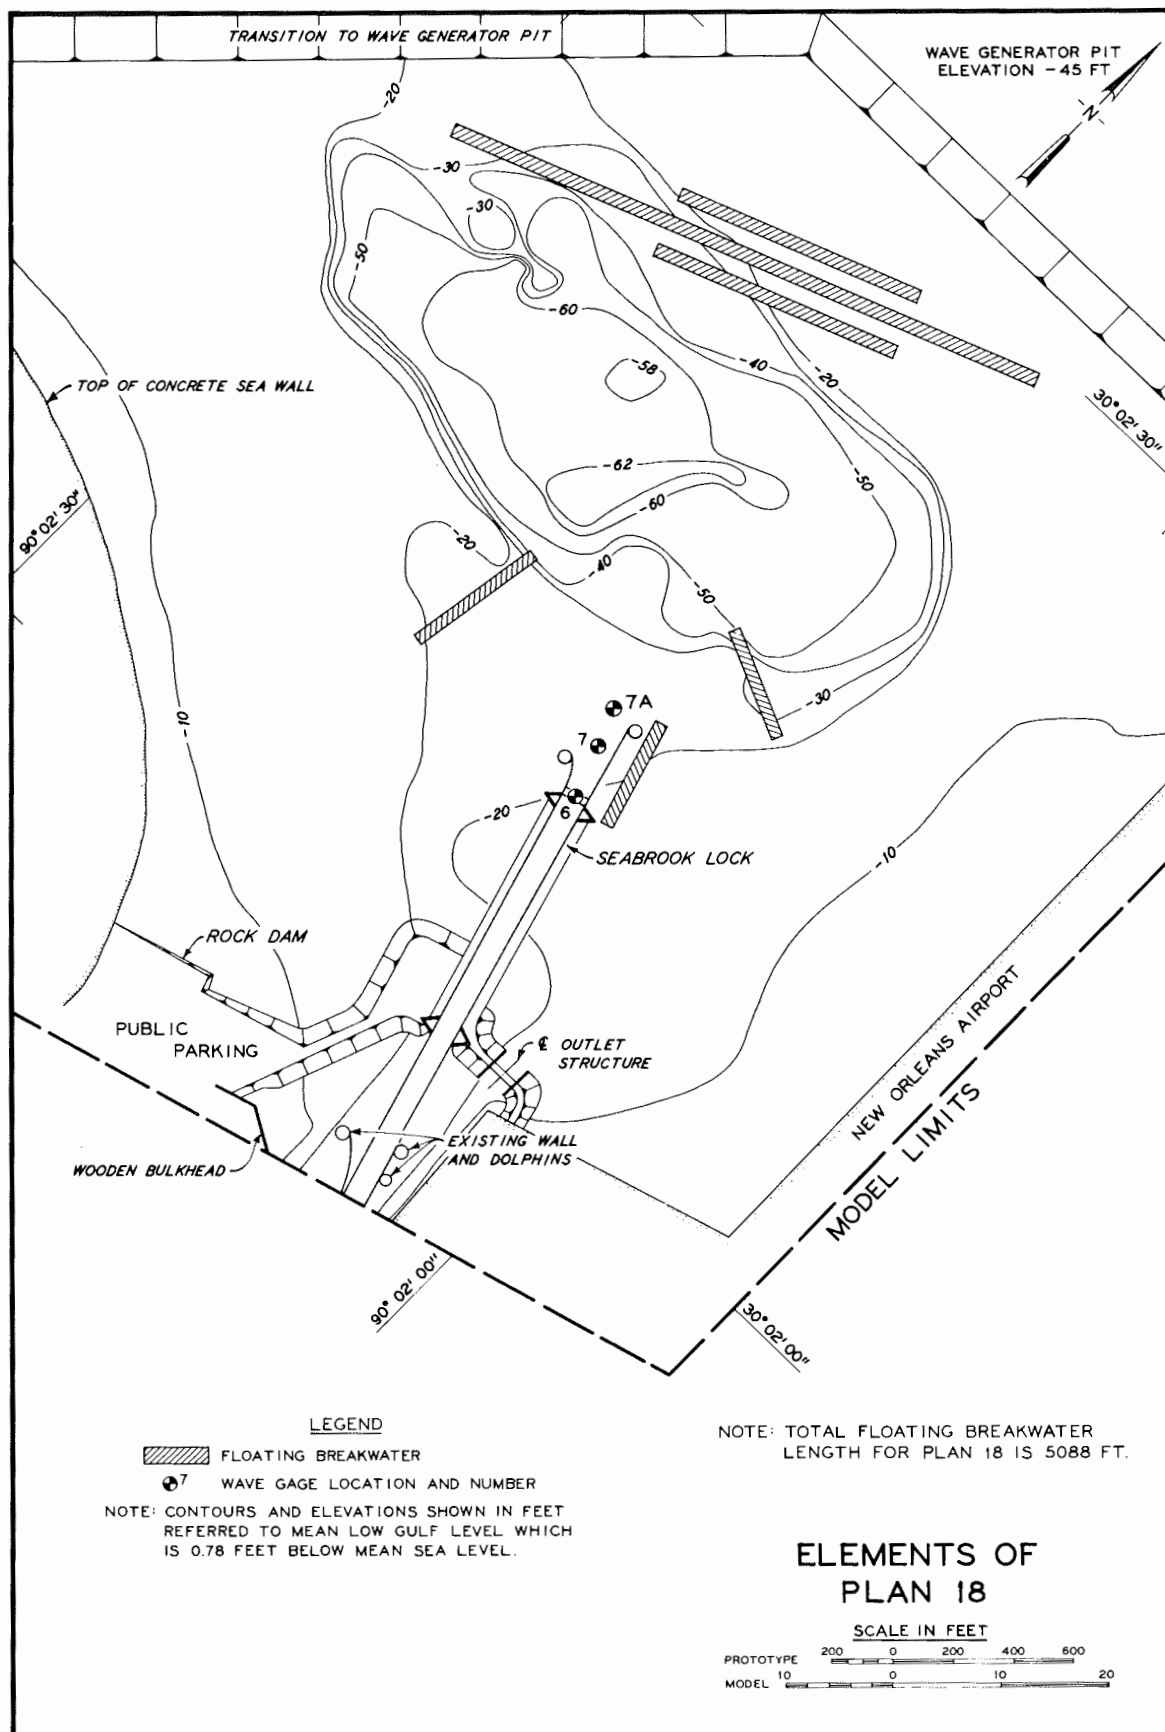 TRANSITION TO WAVE GENERATOR PIT
WAVE GENERATOR PIT
ELEVATION -45 FT
-N-
-20
-30
-30
-50
-60
-58
-40
-20
TOP OF CONCRETE SEA WALL
30°02'30"
-62
-50
-60
90°02'30"
-20
-40
-50
-30
7A
-10
7
6
-20
SEABROOK LOCK
-10
ROCK DAM
PUBLIC
PARKING
℄ OUTLET
STRUCTURE
NEW ORLEANS AIRPORT
MODEL LIMITS
EXISTING WALL
AND DOLPHINS
WOODEN BULKHEAD
90° 02' 00"
30°02'00"
LEGEND
FLOATING BREAKWATER
7 WAVE GAGE LOCATION AND NUMBER
NOTE: CONTOURS AND ELEVATIONS SHOWN IN FEET
REFERRED TO MEAN LOW GULF LEVEL WHICH
IS 0.78 FEET BELOW MEAN SEA LEVEL.
NOTE: TOTAL FLOATING BREAKWATER
LENGTH FOR PLAN 18 IS 5088 FT.
ELEMENTS OF
PLAN 18
SCALE IN FEET
PROTOTYPE 200 0 200 400 600
MODEL 10 0 10 20